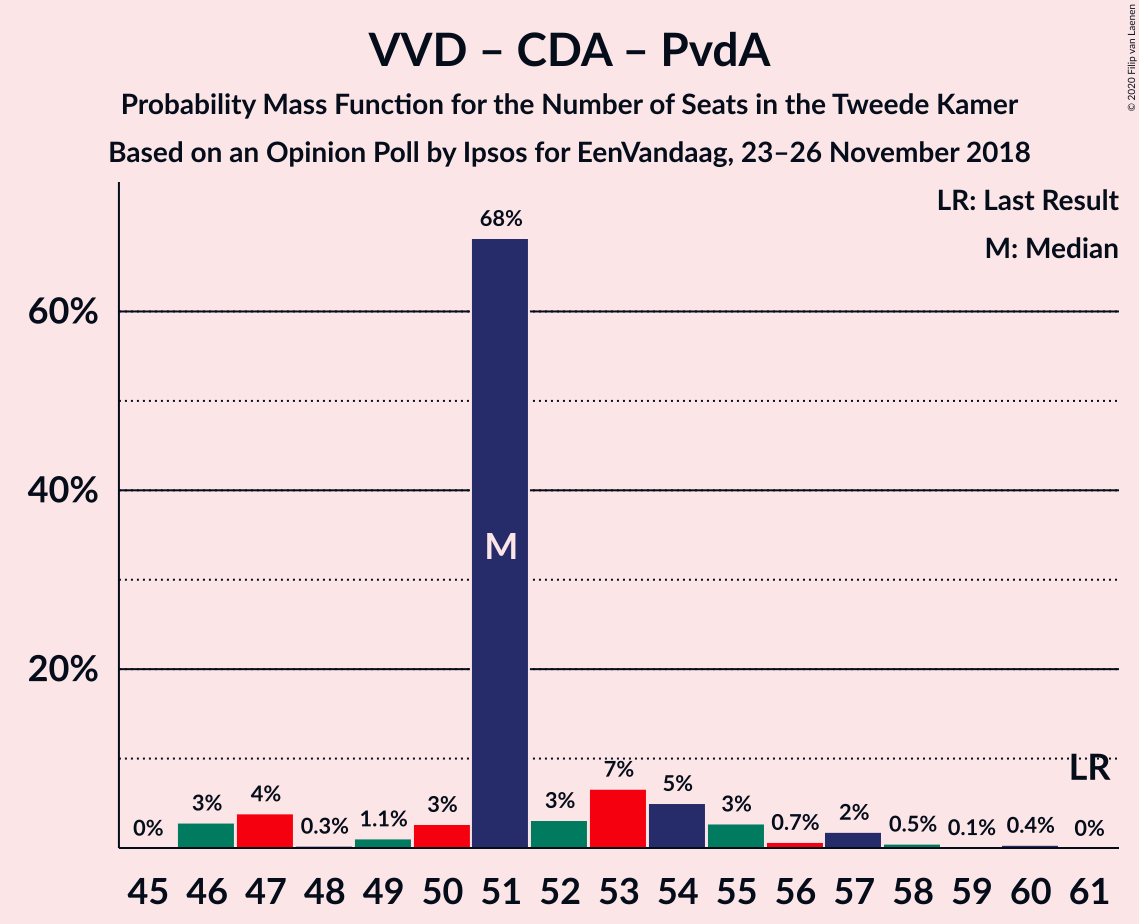 VVD – CDA – PvdA
Probability Mass Function for the Number of Seats in the Tweede Kamer
Based on an Opinion Poll by Ipsos for EenVandaag, 23–26 November 2018
© 2020 Filip van Laenen
LR: Last Result
M: Median
60%
40%
20%
0%
3%
4%
0.3%
1.1%
3%
68%
M
3%
7%
5%
3%
0.7%
2%
0.5%
0.1%
0.4%
0%
LR
45 46 47 48 49 50 51 52 53 54 55 56 57 58 59 60 61